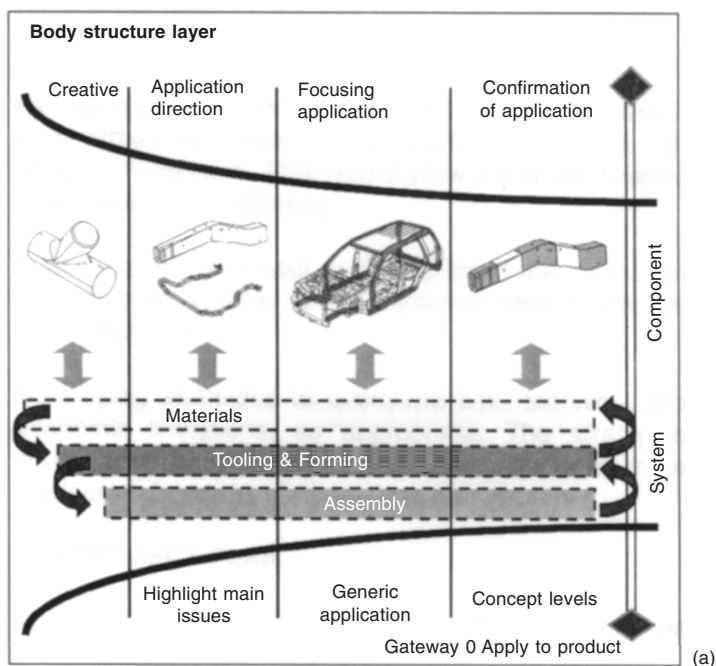 Body structure layer
Creative
Application
direction
Focusing
application
Confirmation
of application
Component
Materials
Tooling & Forming
Assembly
System
Highlight main
issues
Generic
application
Concept levels
Gateway 0 Apply to product
(a)